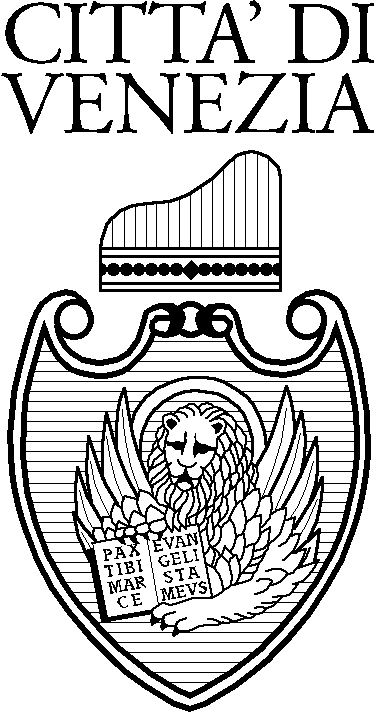 CITTA' DI
VENEZIA
PAX
TIBI
MAR
CE
EVAN
GELI
STA
MEVS